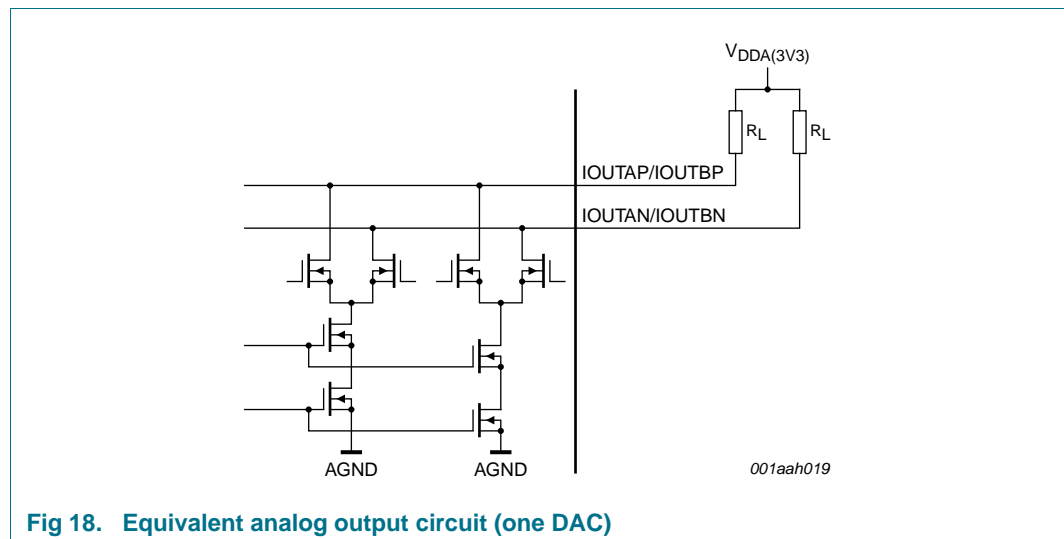 VDDA(3V3)
RL
RL
IOUTAP/IOUTBP
IOUTAN/IOUTBN
AGND
AGND
001aah019
Fig 18. Equivalent analog output circuit (one DAC)